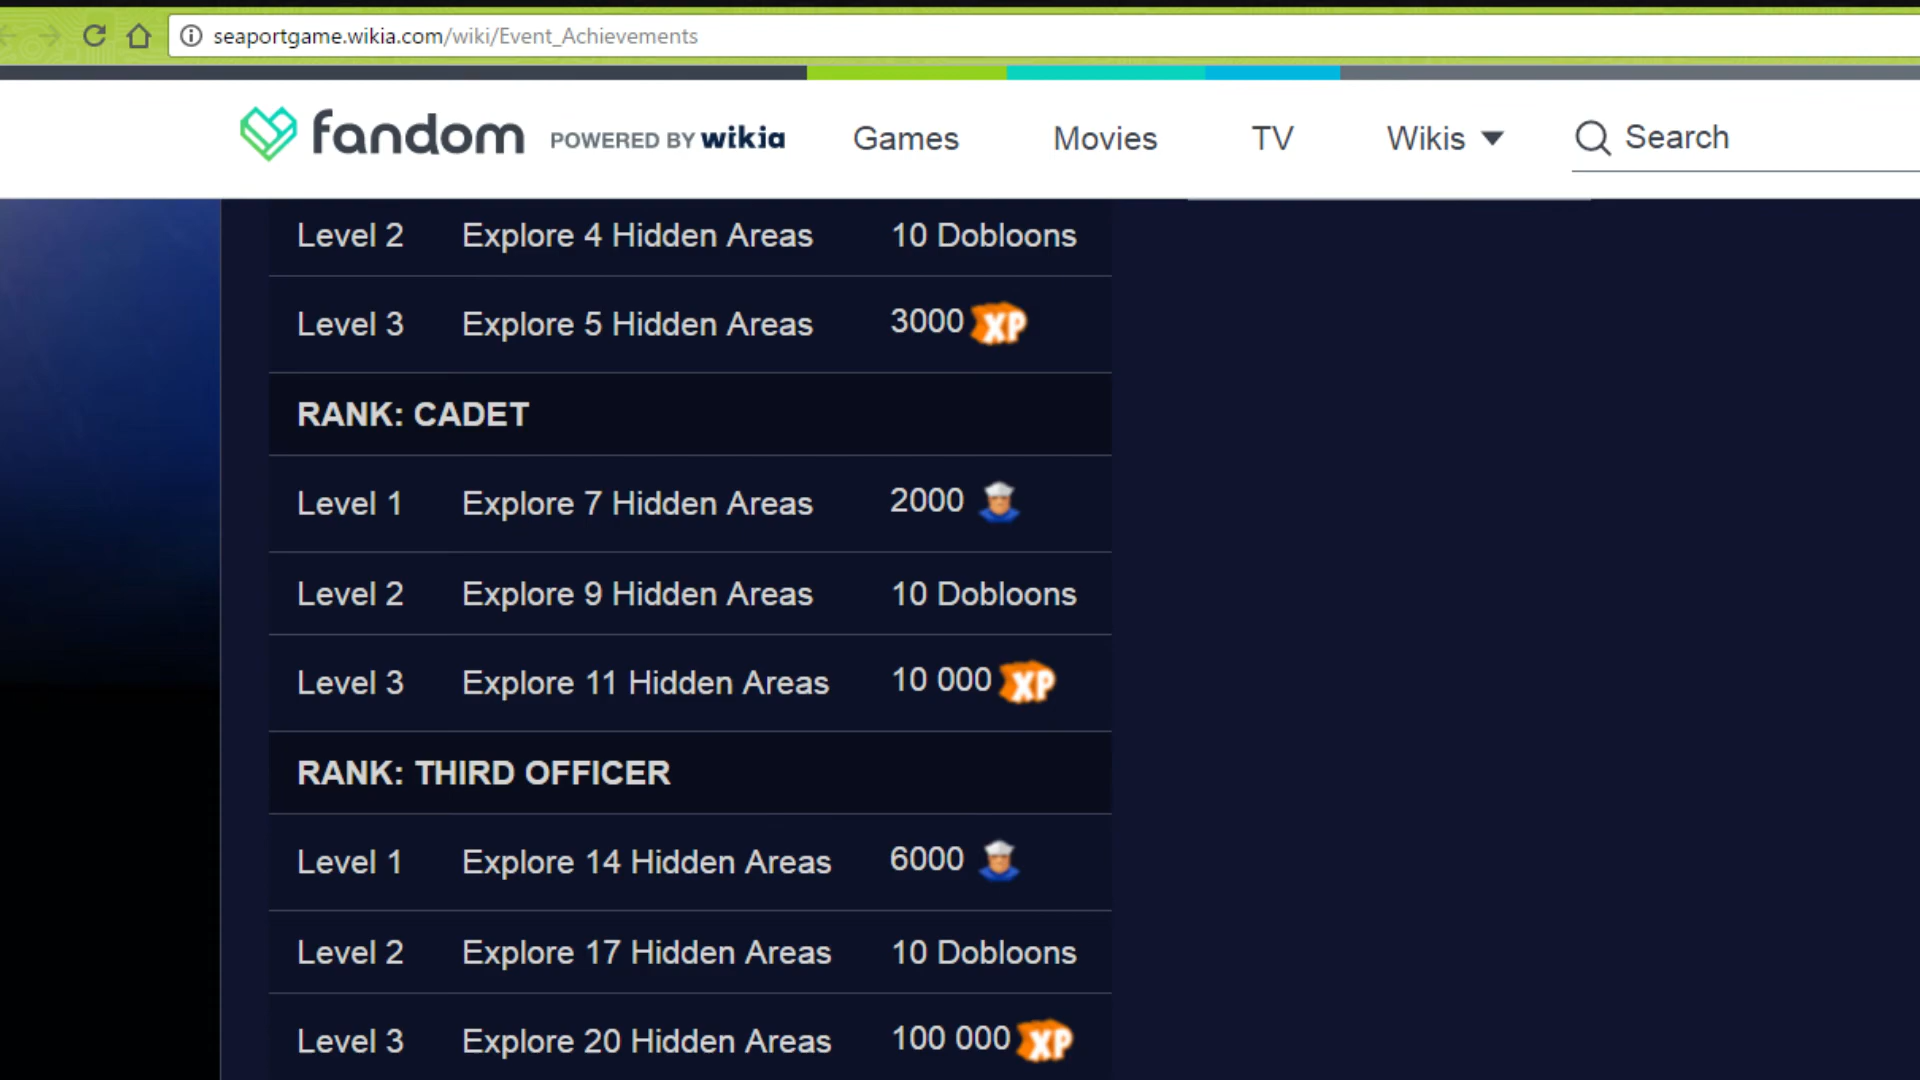 seaportgame.wikia.com/wiki/Event_Achievements
fandom POWERED BY wikia Games Movies TV Wikis Search
Level 2 Explore 4 Hidden Areas 10 Dobloons
Level 3 Explore 5 Hidden Areas 3000 XP
RANK: CADET
Level 1 Explore 7 Hidden Areas 2000
Level 2 Explore 9 Hidden Areas 10 Dobloons
Level 3 Explore 11 Hidden Areas 10 000 XP
RANK: THIRD OFFICER
Level 1 Explore 14 Hidden Areas 6000
Level 2 Explore 17 Hidden Areas 10 Dobloons
Level 3 Explore 20 Hidden Areas 100 000 XP